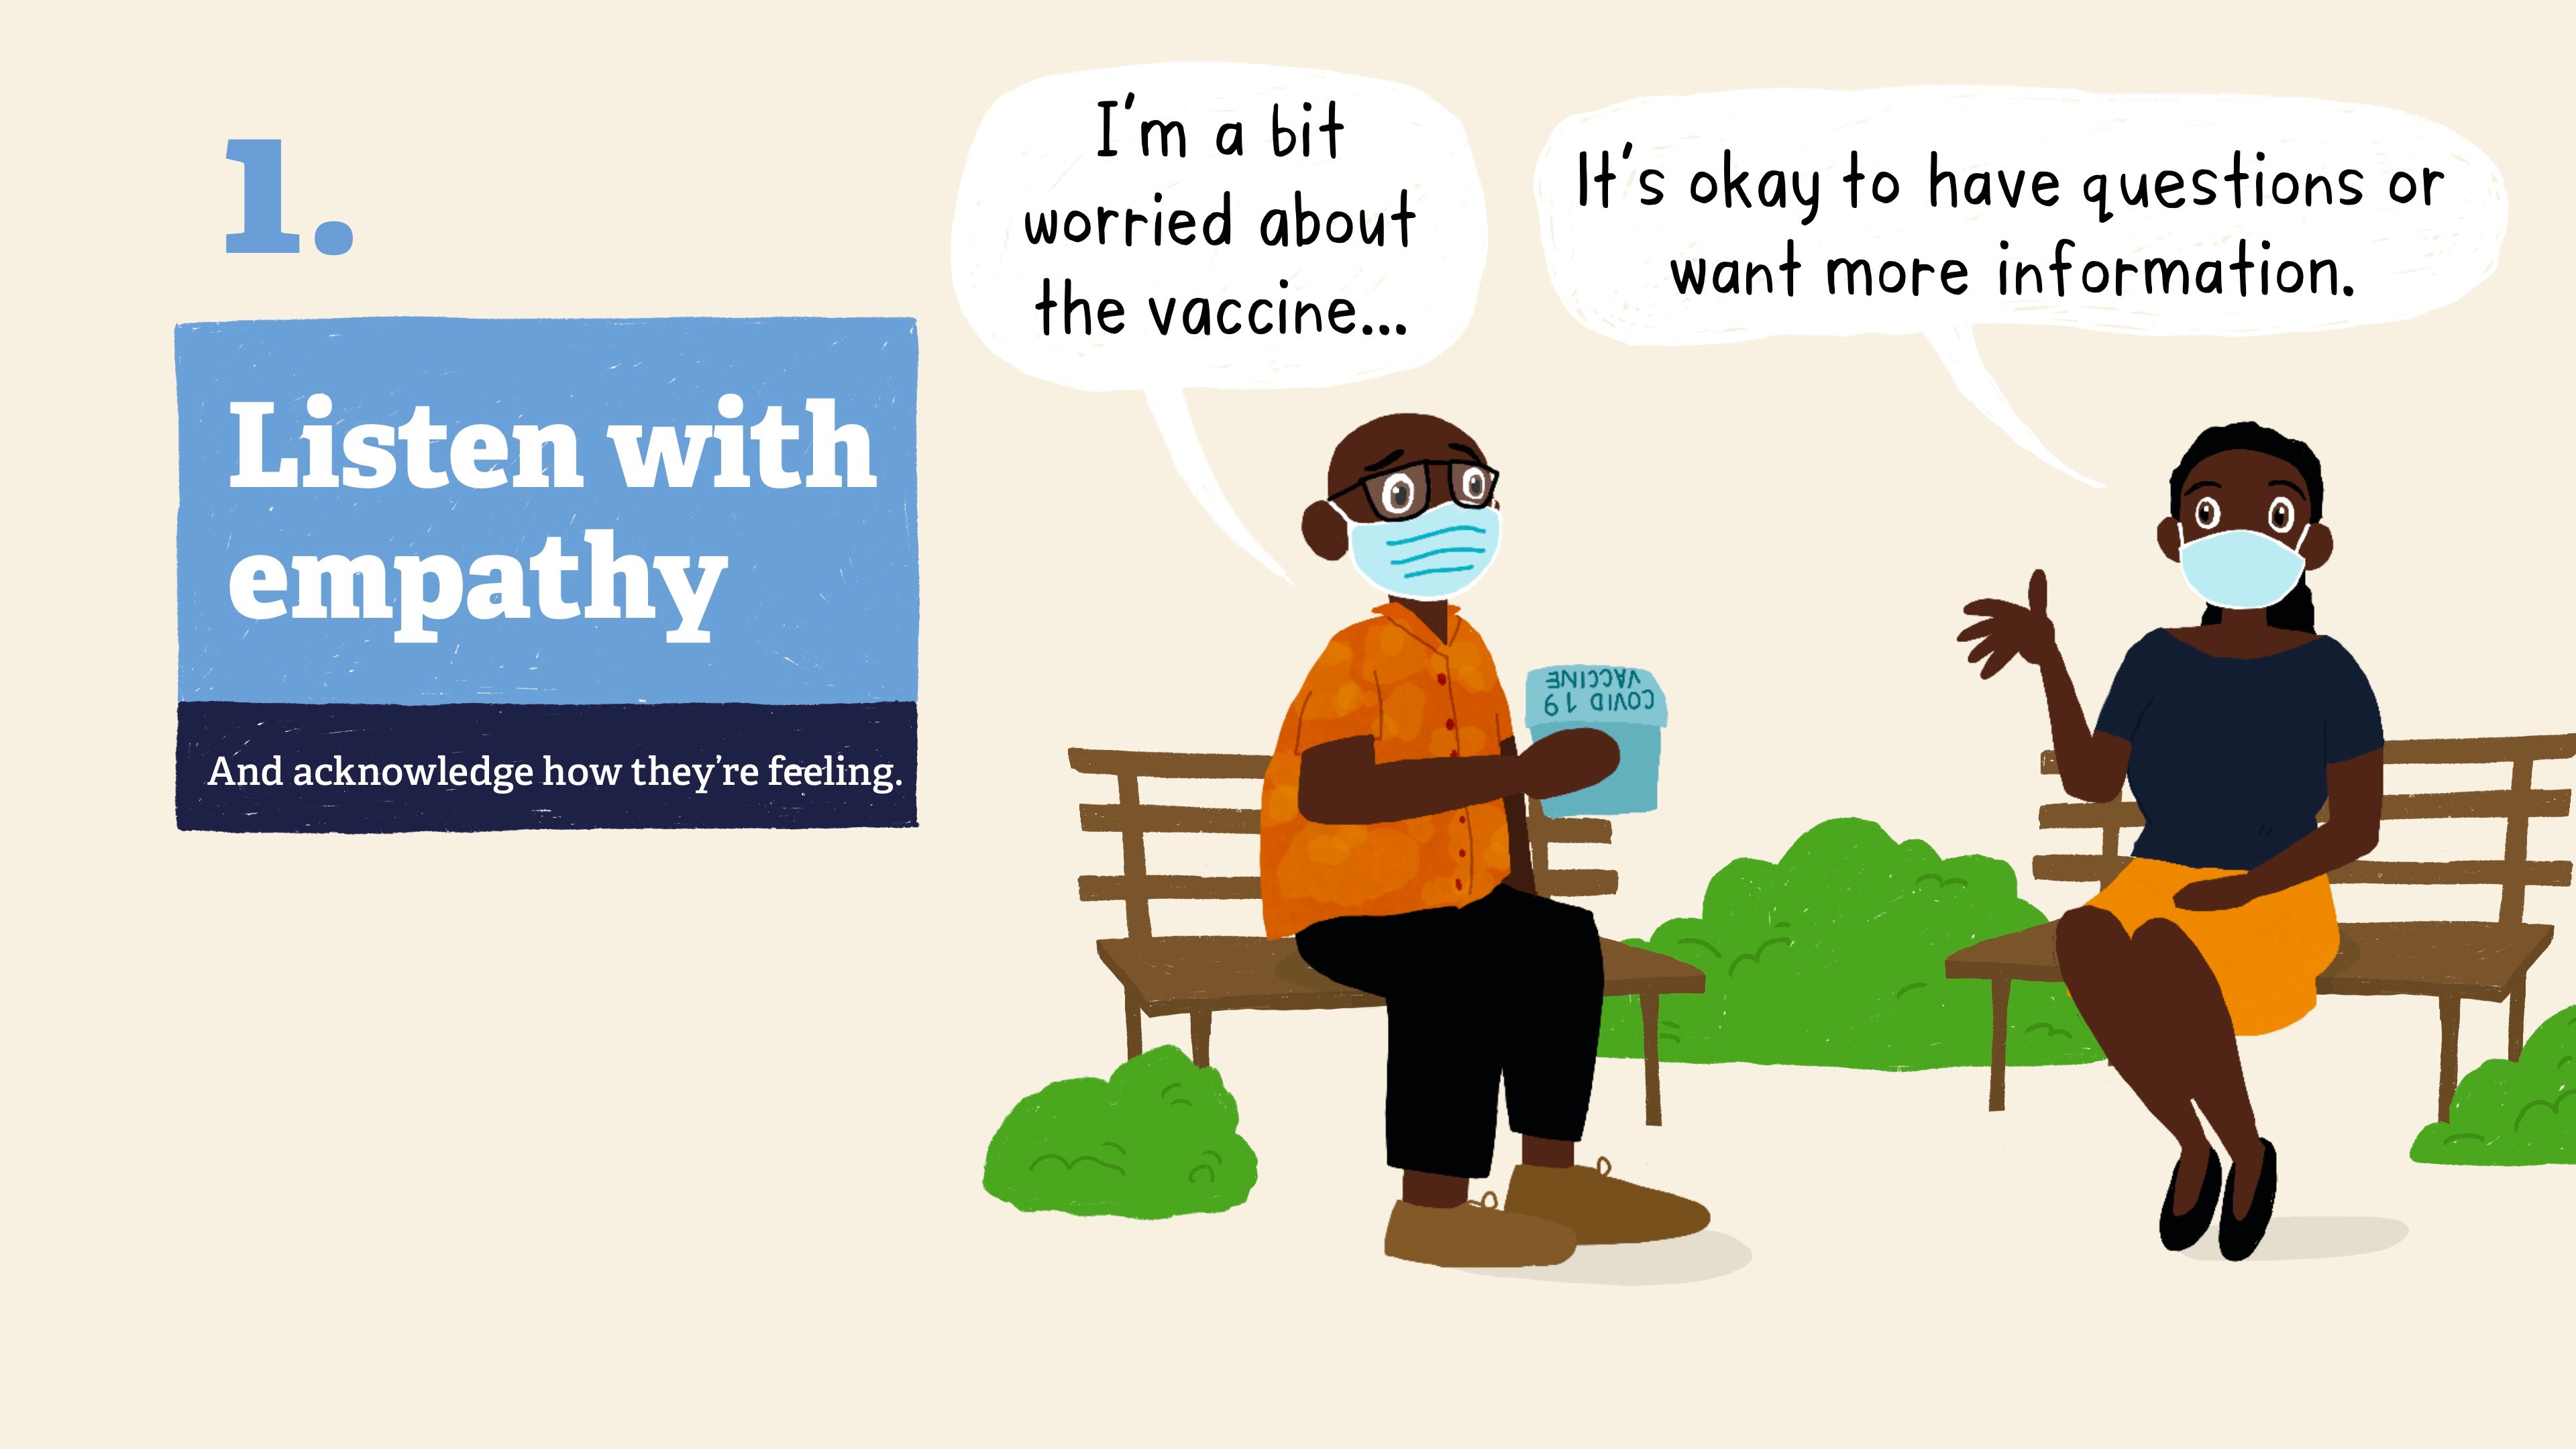 1.
Listen with
empathy
And acknowledge how they’re feeling.
I’m a bit
worried about
the vaccine...
It’s okay to have questions or
want more information.
COVID 19
VACCINE